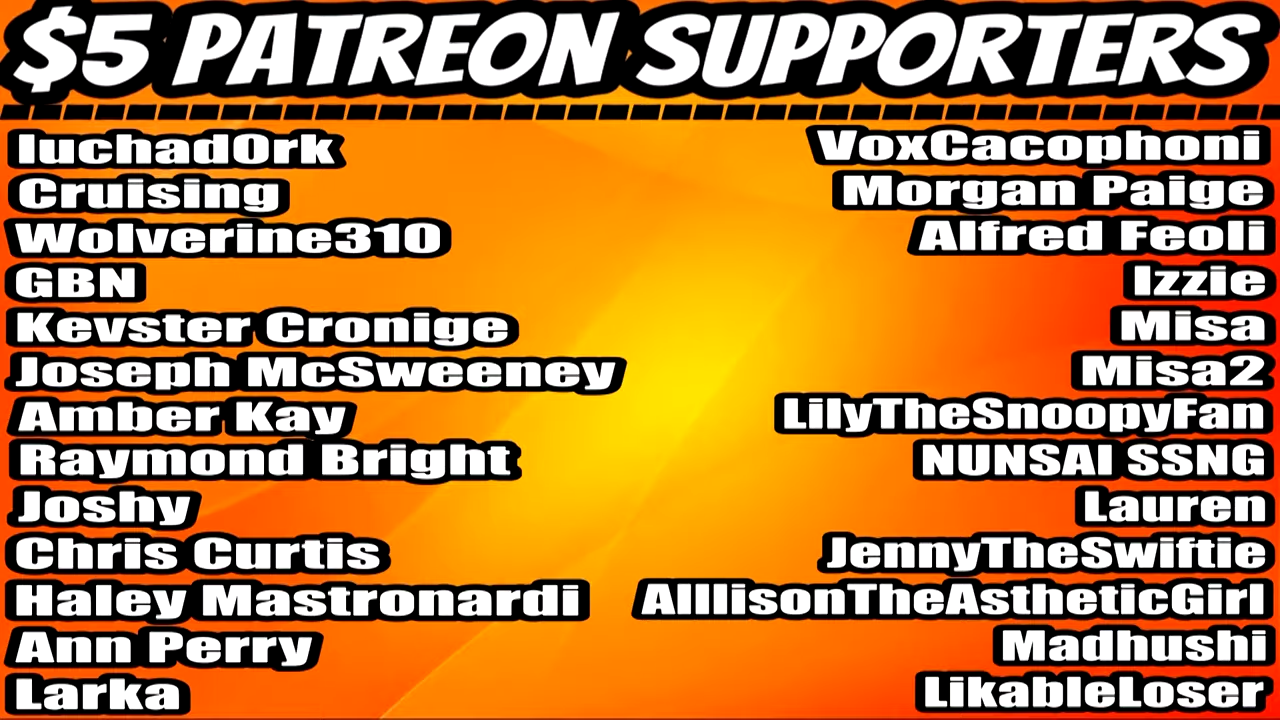 $5 PATREON SUPPORTERS
luchad0rk
Cruising
Wolverine310
GBN
Kevster Cronige
Joseph McSweeney
Amber Kay
Raymond Bright
Joshy
Chris Curtis
Haley Mastronardi
Ann Perry
Larka
VoxCacophoni
Morgan Paige
Alfred Feoli
Izzie
Misa
Misa2
LilyTheSnoopyFan
NUNSAI SSNG
Lauren
JennyTheSwiftie
AlllisonTheAstheticGirl
Madhushi
LikableLoser